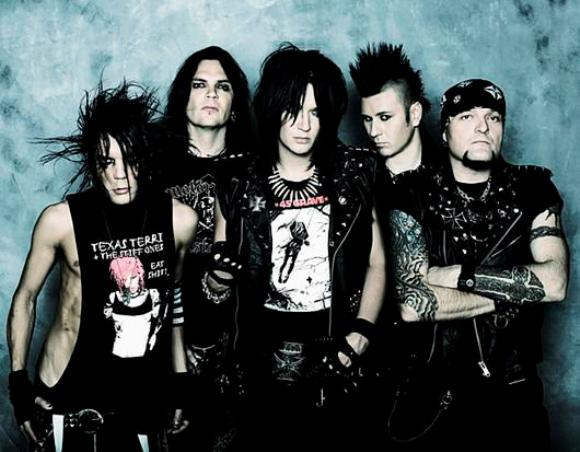 TEXAS TERRI
+ THE STIFF ONES
EAT
SHIT!
45 GRAVE